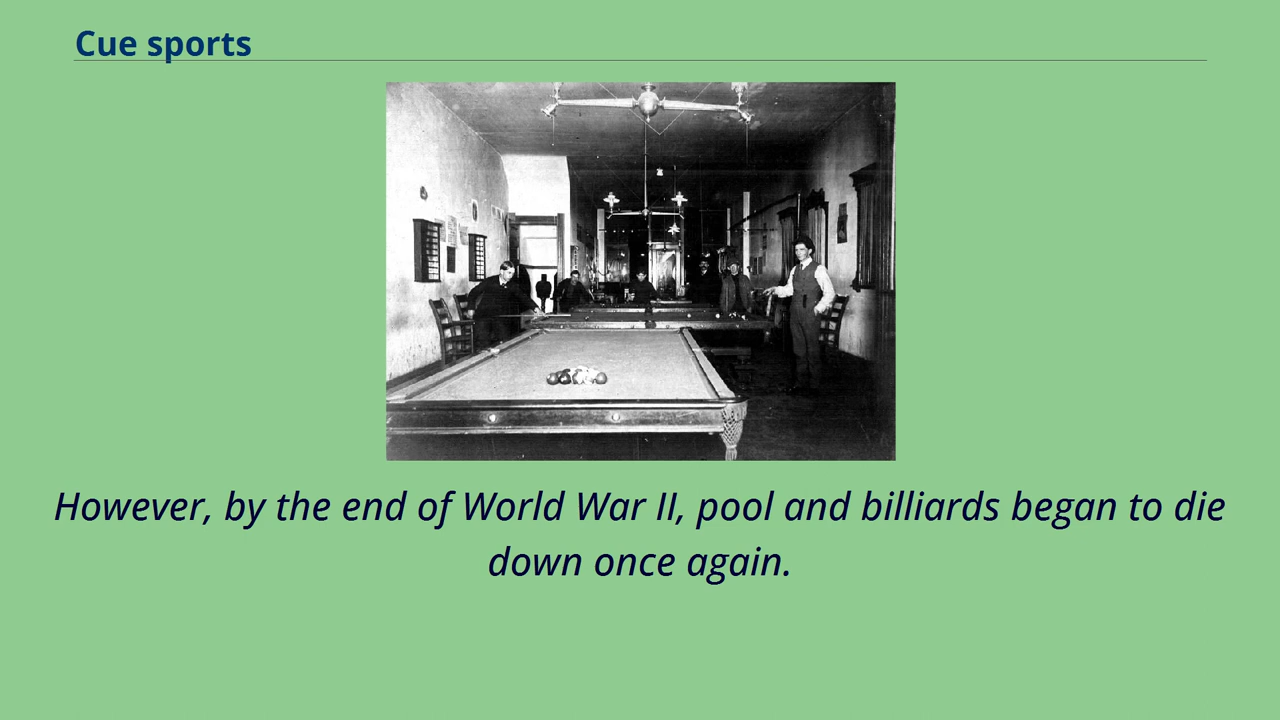 Cue sports
However, by the end of World War II, pool and billiards began to die
down once again.